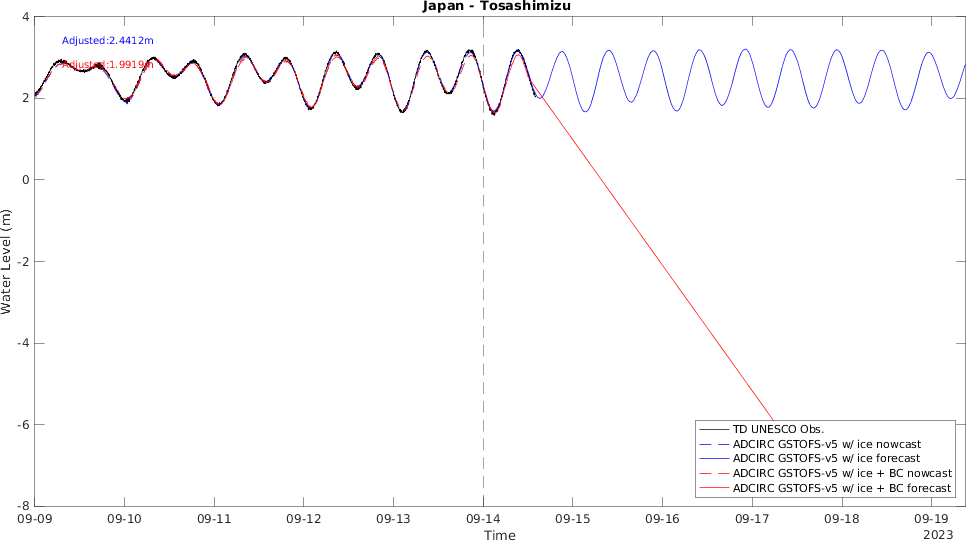 Japan - Tosashimizu
Adjusted:2.4412m
Adjusted:1.9919m
4
2
0
-2
-4
-6
-8
Water Level (m)
09-09 09-10 09-11 09-12 09-13 09-14 09-15 09-16 09-17 09-18 09-19
Time
2023
TD UNESCO Obs.
ADCIRC GSTOFS-v5 w/ ice nowcast
ADCIRC GSTOFS-v5 w/ ice forecast
ADCIRC GSTOFS-v5 w/ ice + BC nowcast
ADCIRC GSTOFS-v5 w/ ice + BC forecast